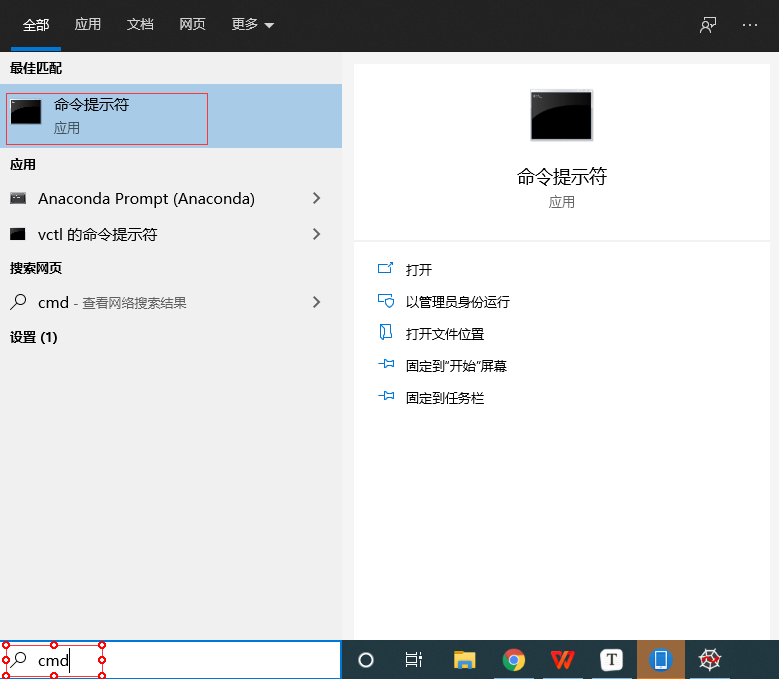 全部 应用 文档 网页 更多
最佳匹配
命令提示符
应用
应用
Anaconda Prompt (Anaconda)
vctl 的命令提示符
搜索网页
cmd - 查看网络搜索结果
设置 (1)
命令提示符
应用
打开
以管理员身份运行
打开文件位置
固定到"开始"屏幕
固定到任务栏
cmd
T